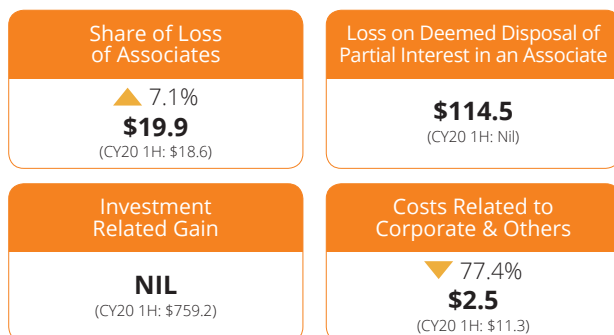 Share of Loss
of Associates
7.1%
$19.9
(CY20 1H: $18.6)
Loss on Deemed Disposal of
Partial Interest in an Associate
$114.5
(CY20 1H: Nil)
Investment
Related Gain
NIL
(CY20 1H: $759.2)
Costs Related to
Corporate & Others
77.4%
$2.5
(CY20 1H: $11.3)